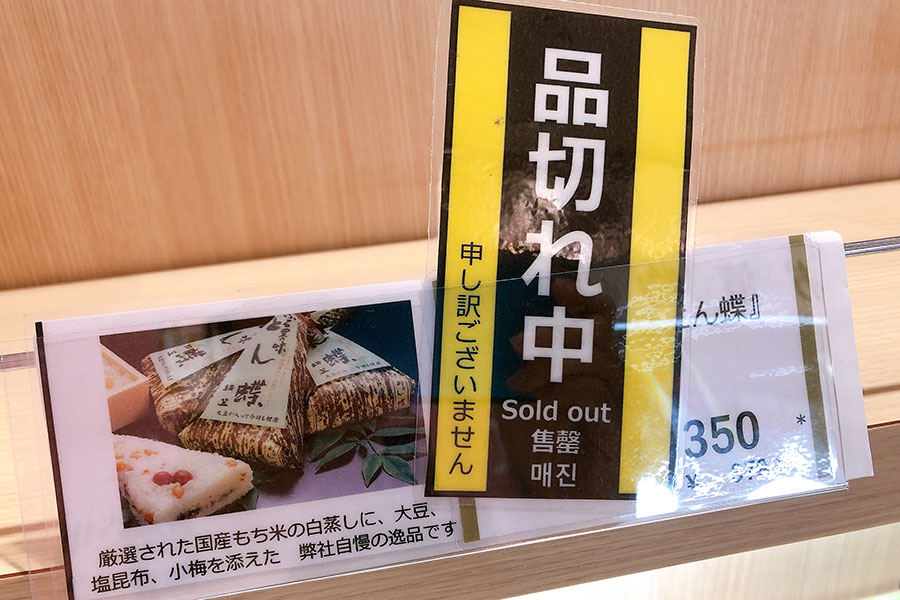 品切れ中
申し訳ございません
Sold out
售罄
매진
ん蝶』
350
*
厳選された国産もち米の白蒸しに、大豆、
塩昆布、小梅を添えた 弊社自慢の逸品です